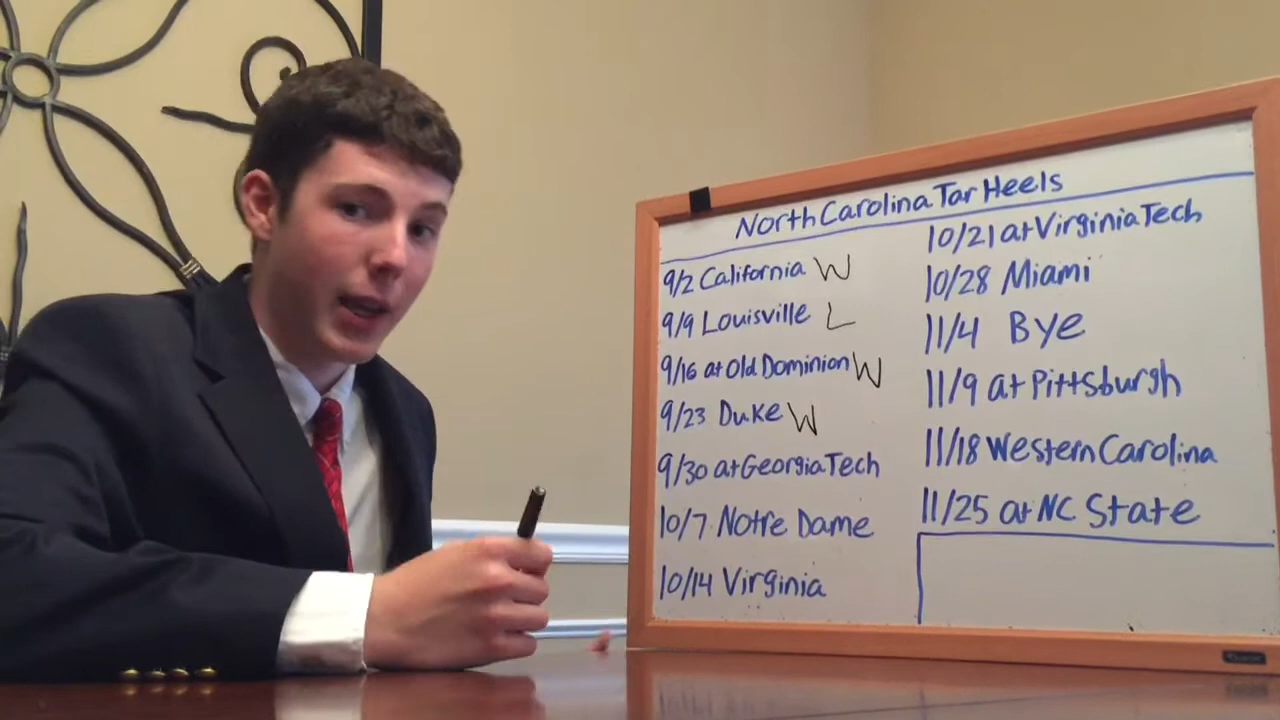 North Carolina Tar Heels
9/2 California W
9/9 Louisville L
9/16 at Old Dominion W
9/23 Duke W
9/30 at Georgia Tech
10/7 Notre Dame
10/14 Virginia
10/21 at Virginia Tech
10/28 Miami
11/4 Bye
11/9 at Pittsburgh
11/18 Western Carolina
11/25 at NC State